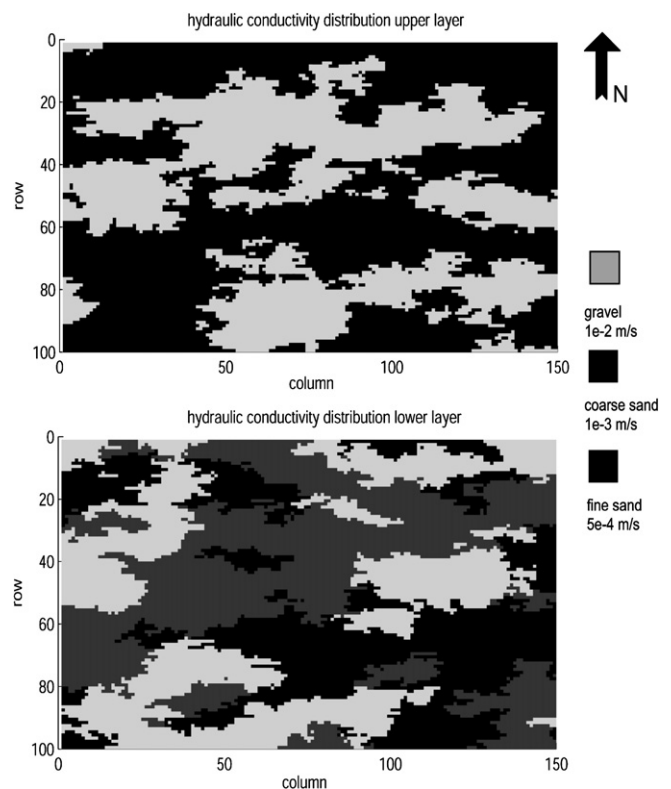 hydraulic conductivity distribution upper layer
0
20
40
60
80
100
row
0
50
100
150
column
N
gravel
1e-2 m/s
coarse sand
1e-3 m/s
fine sand
5e-4 m/s
hydraulic conductivity distribution lower layer
0
20
40
60
80
100
row
0
50
100
150
column